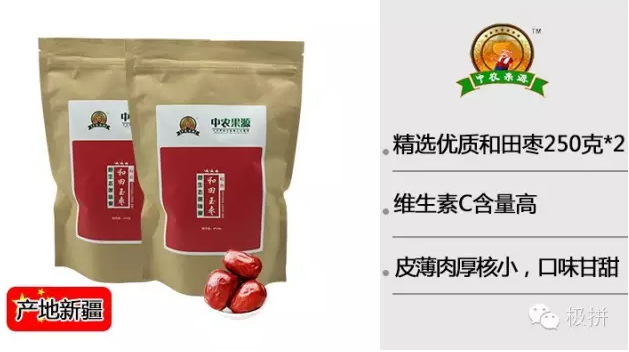 中农果源
和田玉枣
产地新疆
TM
中农果源
精选优质和田枣250克*2
维生素C含量高
皮薄肉厚核小，口味甘甜
极拼